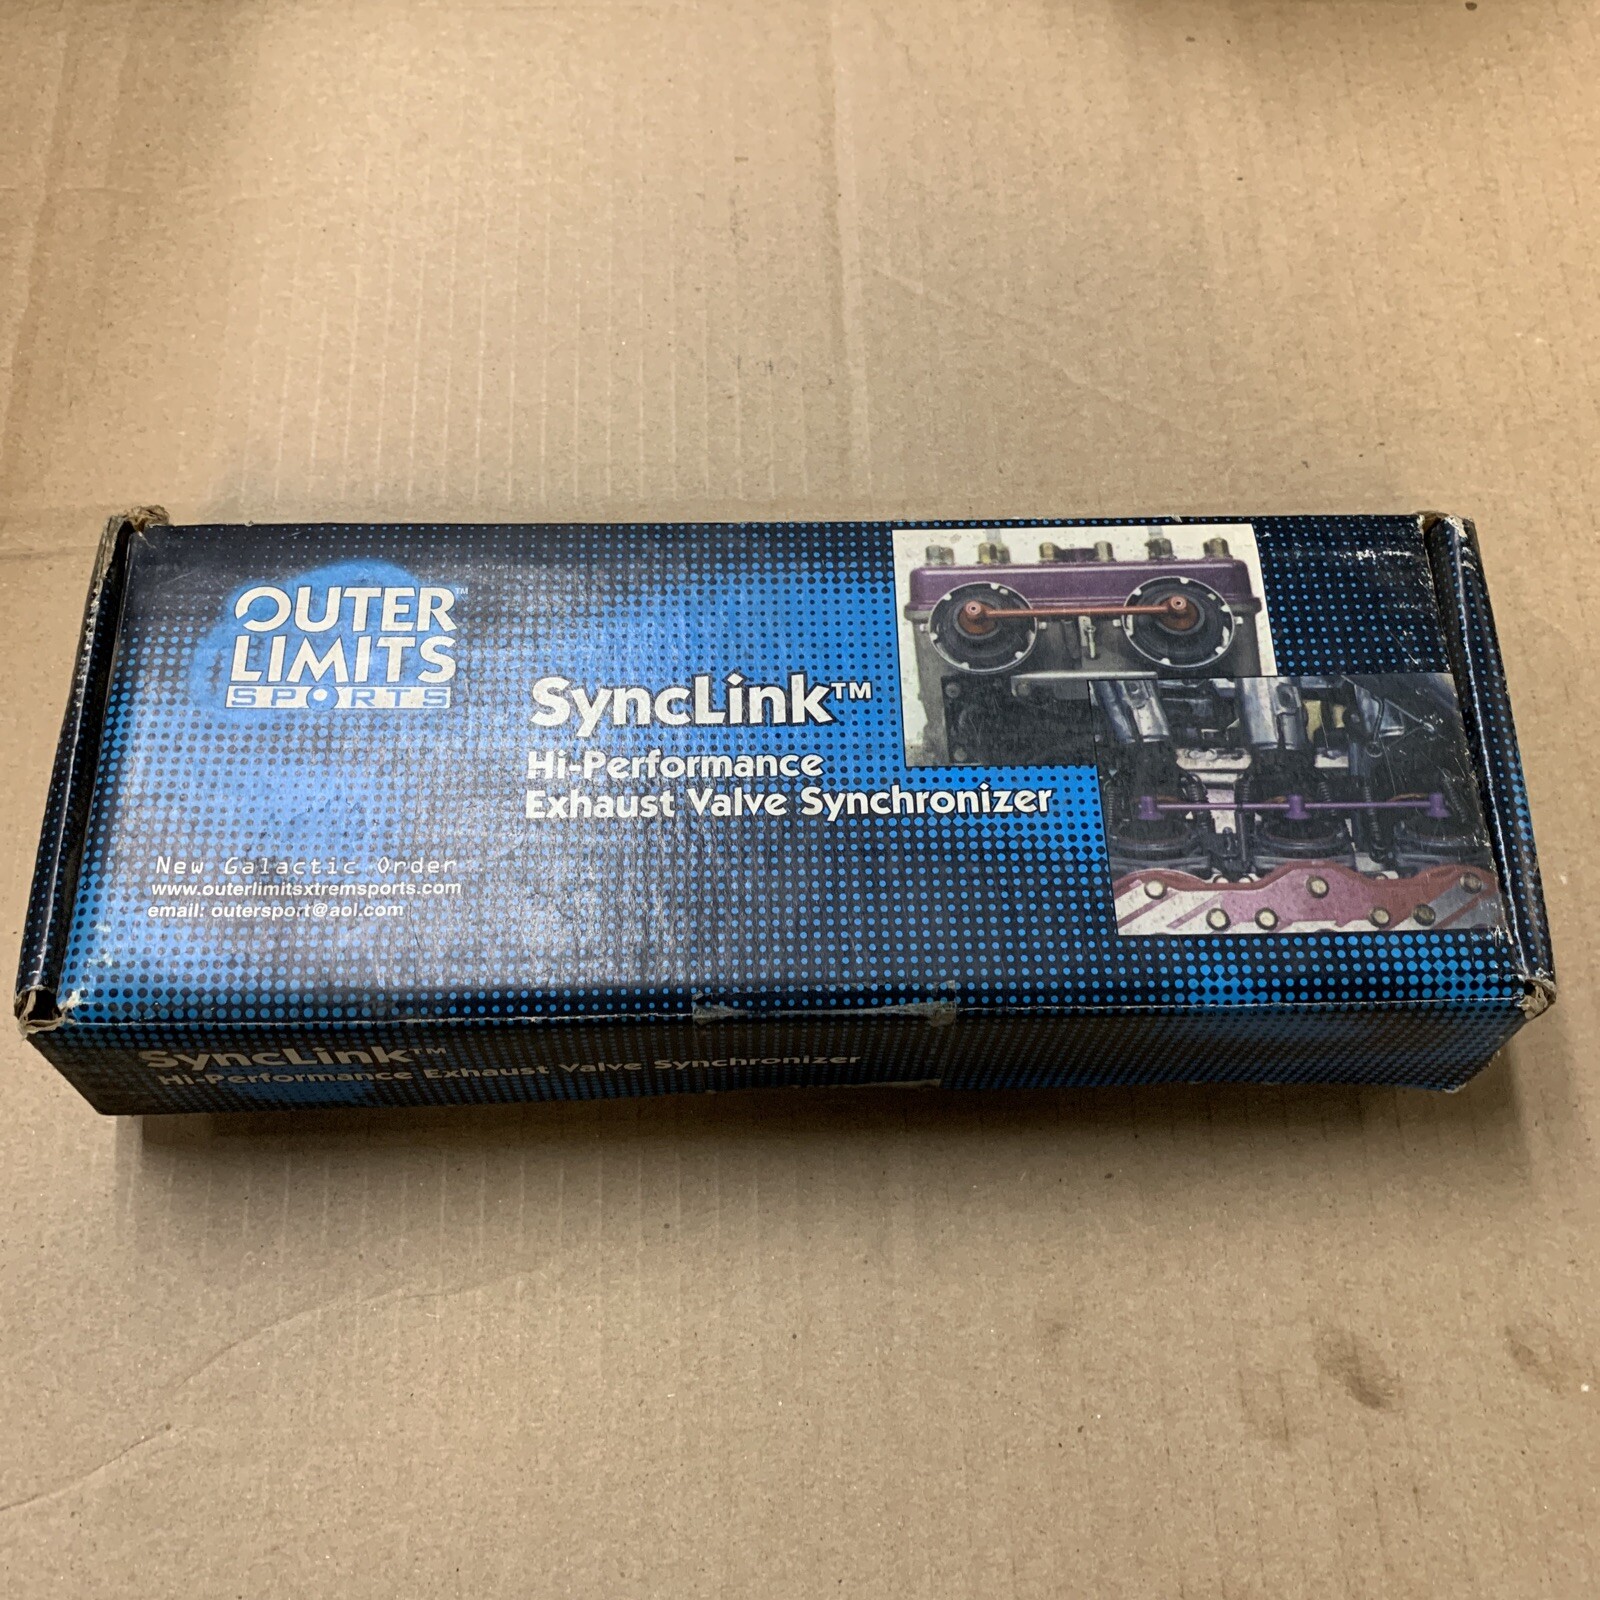 OUTER™
LIMITS
SPORTS
SyncLink™
Hi-Performance
Exhaust Valve Synchronizer
New Galactic Order
www.outerlimitsxtremsports.com
email: outersport@aol.com
SyncLink™
Hi-Performance Exhaust Valve Synchronizer